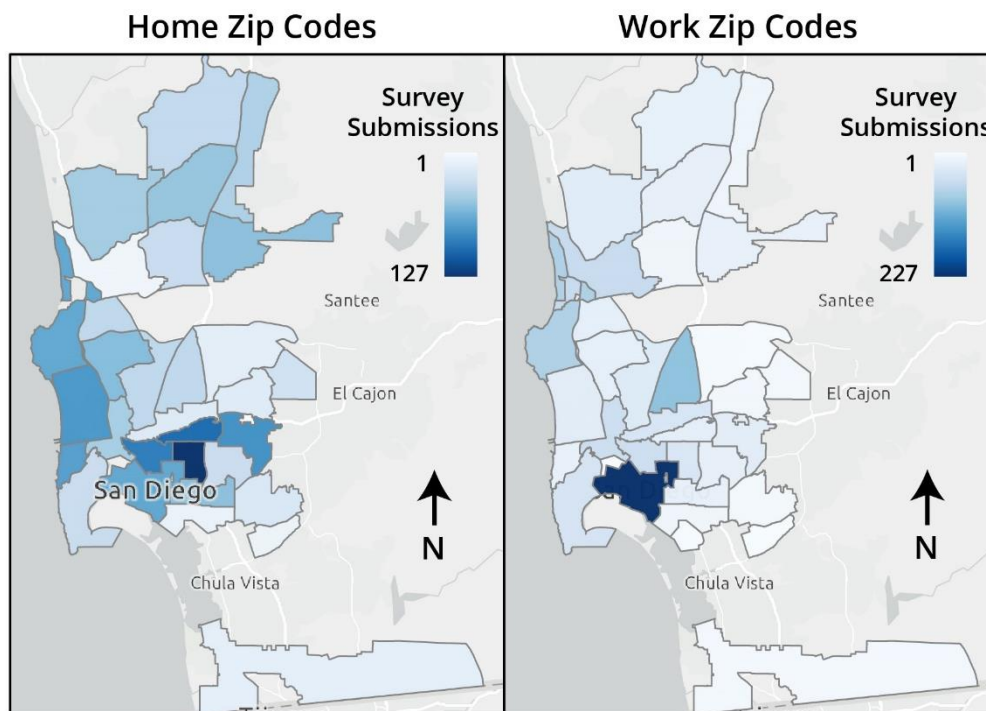 Home Zip Codes
Work Zip Codes
Survey
Submissions
1
127
Santee
El Cajon
San Diego
N
Chula Vista
Survey
Submissions
1
227
Santee
El Cajon
N
Chula Vista